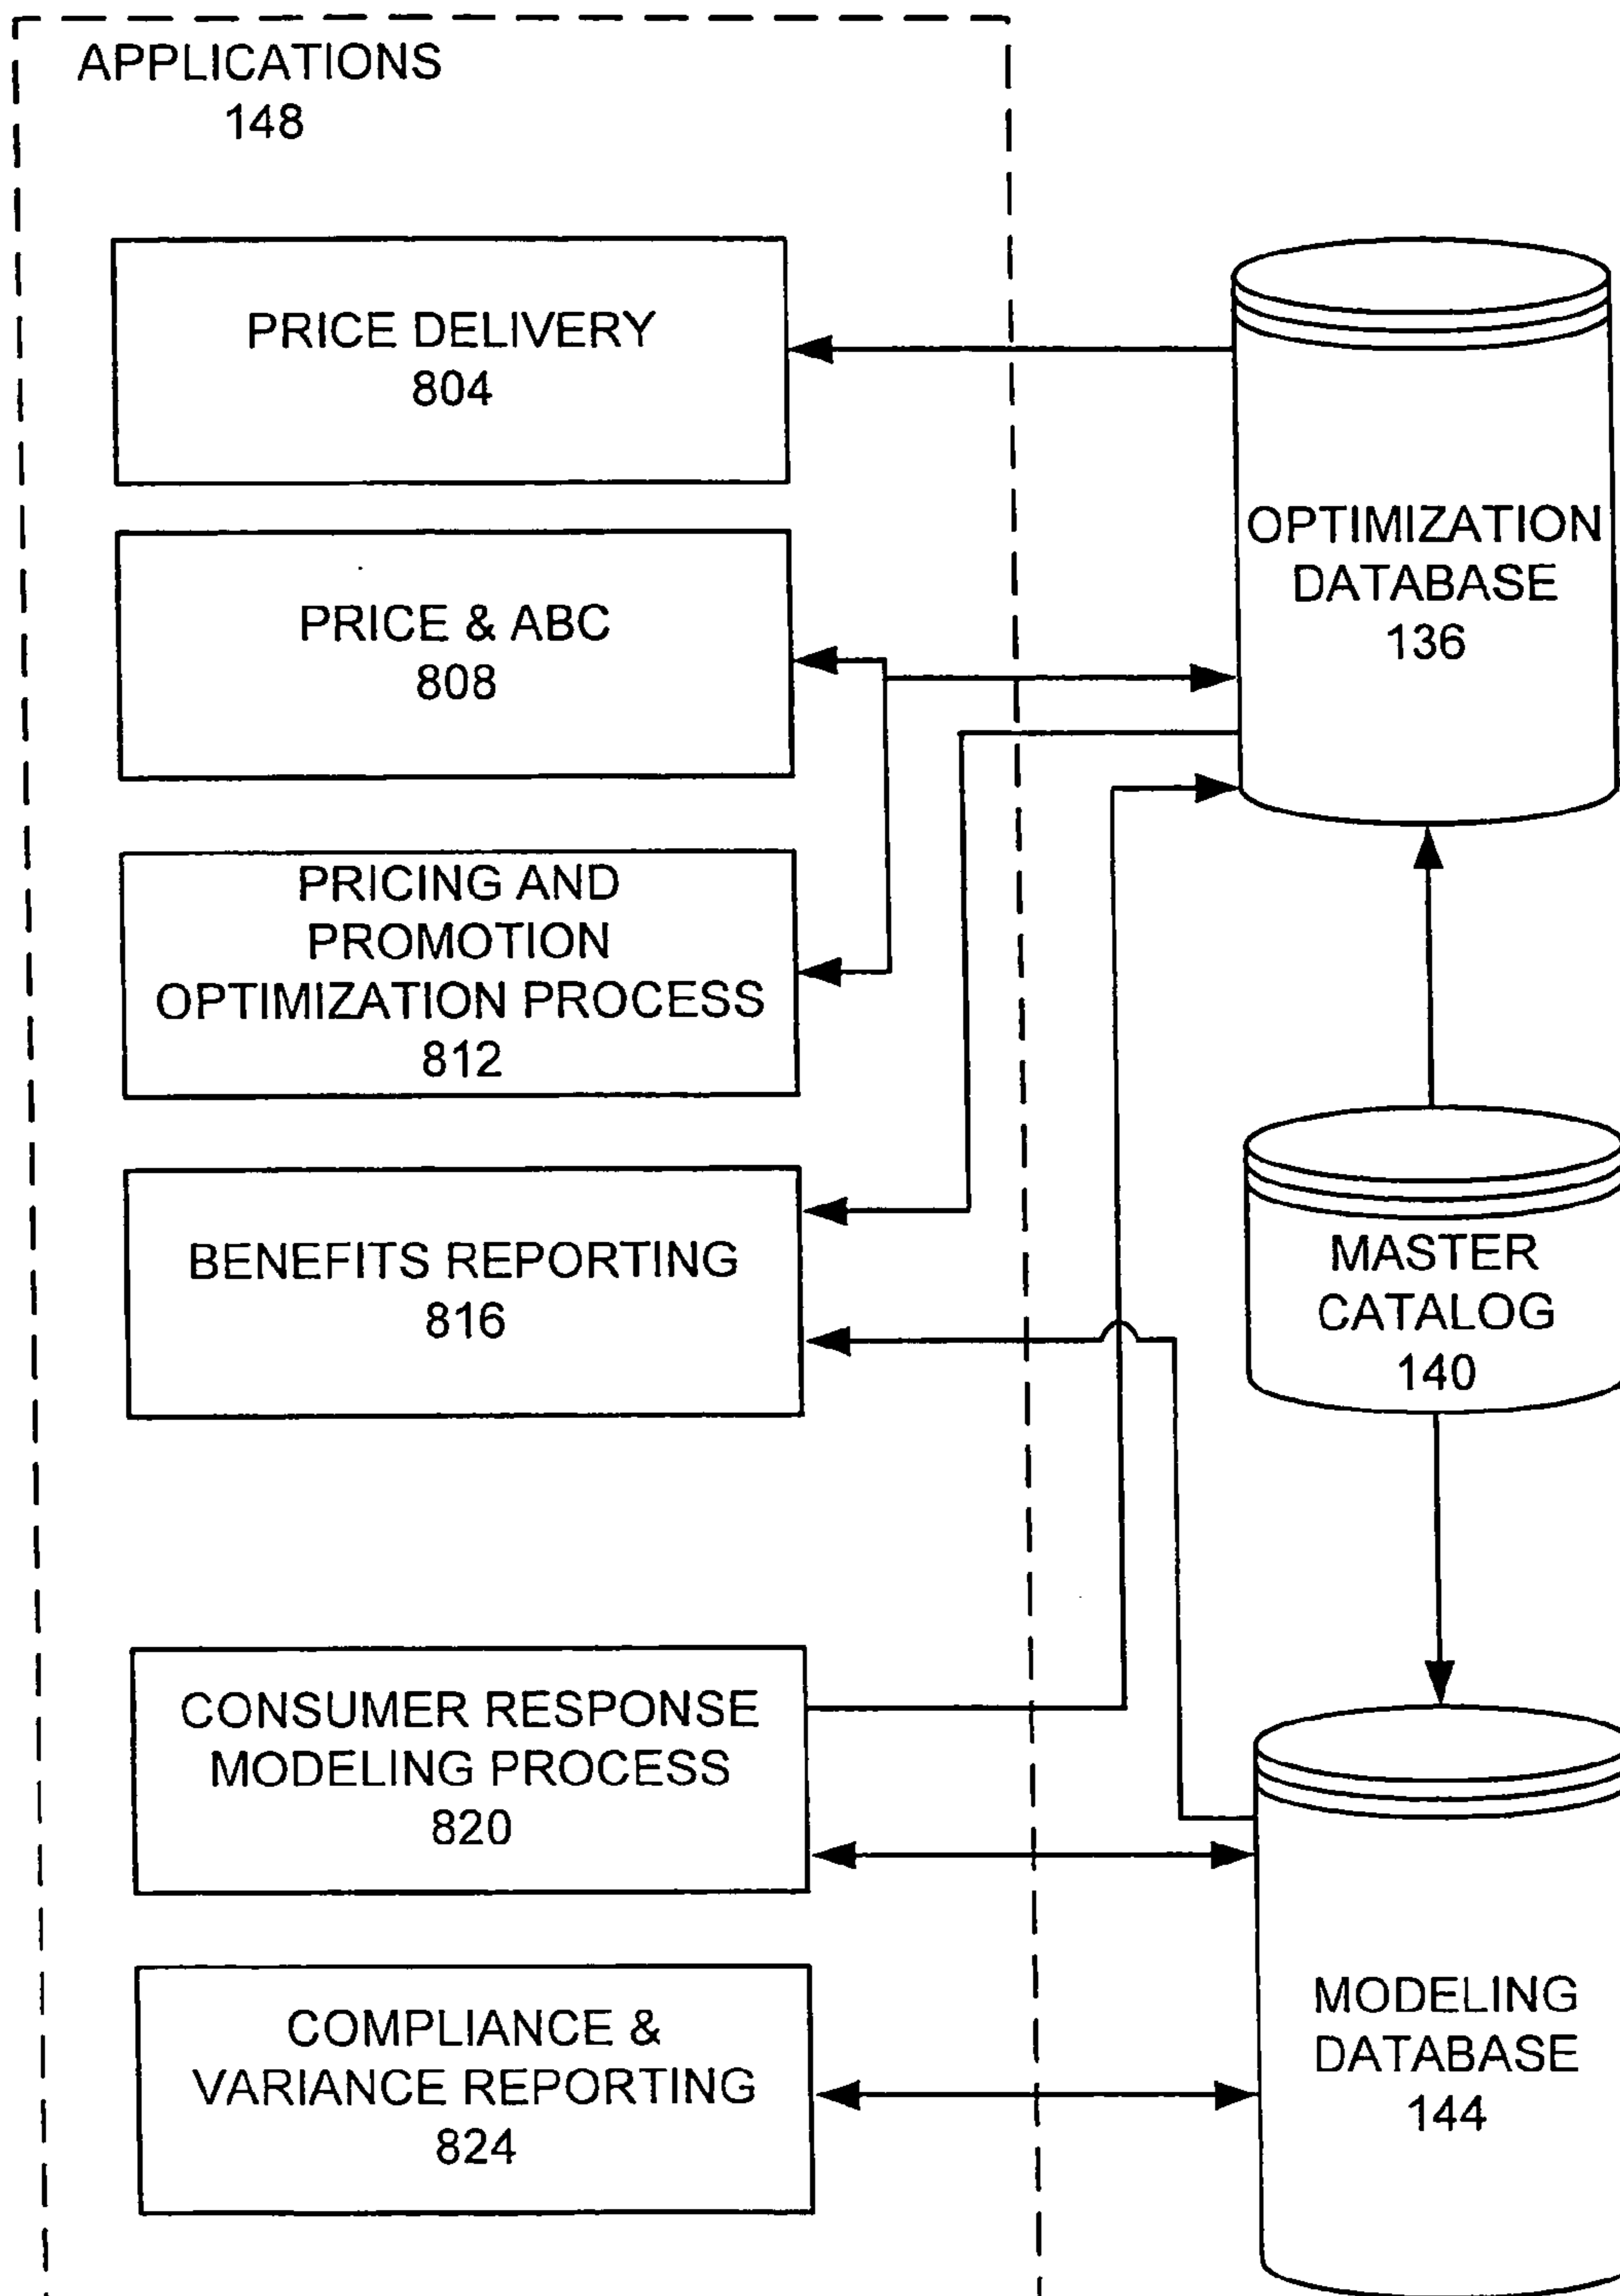 APPLICATIONS
148
PRICE DELIVERY
804
PRICE & ABC
808
PRICING AND
PROMOTION
OPTIMIZATION PROCESS
812
BENEFITS REPORTING
816
CONSUMER RESPONSE
MODELING PROCESS
820
COMPLIANCE &
VARIANCE REPORTING
824
OPTIMIZATION
DATABASE
136
MASTER
CATALOG
140
MODELING
DATABASE
144